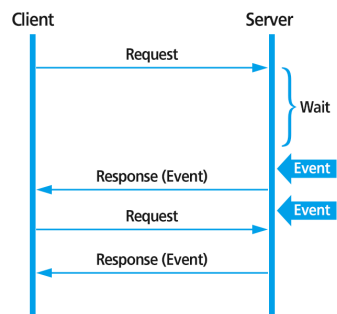 Client
Server
Request
Wait
Event
Response (Event)
Event
Request
Response (Event)